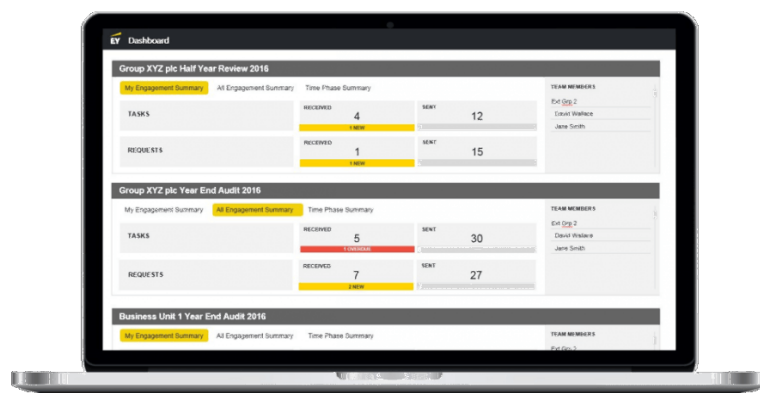 EY Dashboard
Group XYZ plc Half Year Review 2016
My Engagement Summary All Engagement Summary Time Phase Summary
TEAM MEMBERS
Ext Grp 2
David Wallace
Jane Smith
TASKS
RECEIVED
4
1 NEW
SENT
12
REQUESTS
RECEIVED
1
1 NEW
SENT
15
Group XYZ plc Year End Audit 2016
My Engagement Summary All Engagement Summary Time Phase Summary
TEAM MEMBERS
Ext Grp 2
David Wallace
Jane Smith
TASKS
RECEIVED
5
1 OVERDUE
SENT
30
REQUESTS
RECEIVED
7
2 NEW
SENT
27
Business Unit 1 Year End Audit 2016
My Engagement Summary All Engagement Summary Time Phase Summary
TEAM MEMBERS
Ext Grp 2